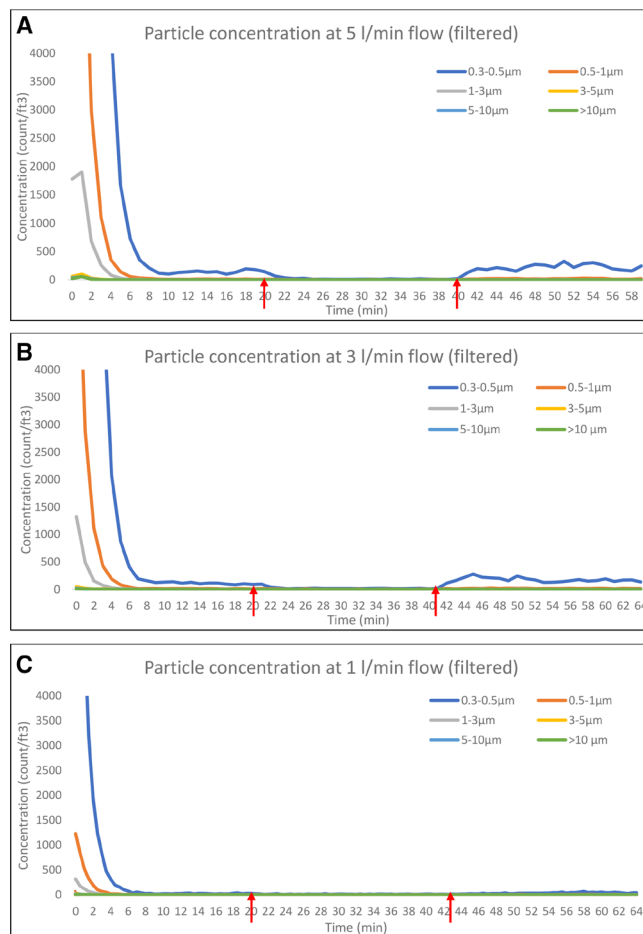 A
Particle concentration at 5 l/min flow (filtered)
4000
3500
3000
2500
2000
1500
1000
500
0
Concentration (count/ft3)
0.3-0.5µm 0.5-1µm
1-3µm 3-5µm
5-10µm >10µm
0 2 4 6 8 10 12 14 16 18 20 22 24 26 28 30 32 34 36 38 40 42 44 46 48 50 52 54 56 58
Time (min)
B
Particle concentration at 3 l/min flow (filtered)
4000
3500
3000
2500
2000
1500
1000
500
0
Concentration (count/ft3)
0.3-0.5µm 0.5-1µm
1-3µm 3-5µm
5-10µm >10 µm
0 2 4 6 8 10 12 14 16 18 20 22 24 26 28 30 32 34 36 38 40 42 44 46 48 50 52 54 56 58 60 62 64
Time (min)
C
Particle concentration at 1 l/min flow (filtered)
4000
3500
3000
2500
2000
1500
1000
500
0
Concentration (count/ft3)
0.3-0.5µm 0.5-1µm
1-3µm 3-5µm
5-10µm >10 µm
0 2 4 6 8 10 12 14 16 18 20 22 24 26 28 30 32 34 36 38 40 42 44 46 48 50 52 54 56 58 60 62 64
Time (min)